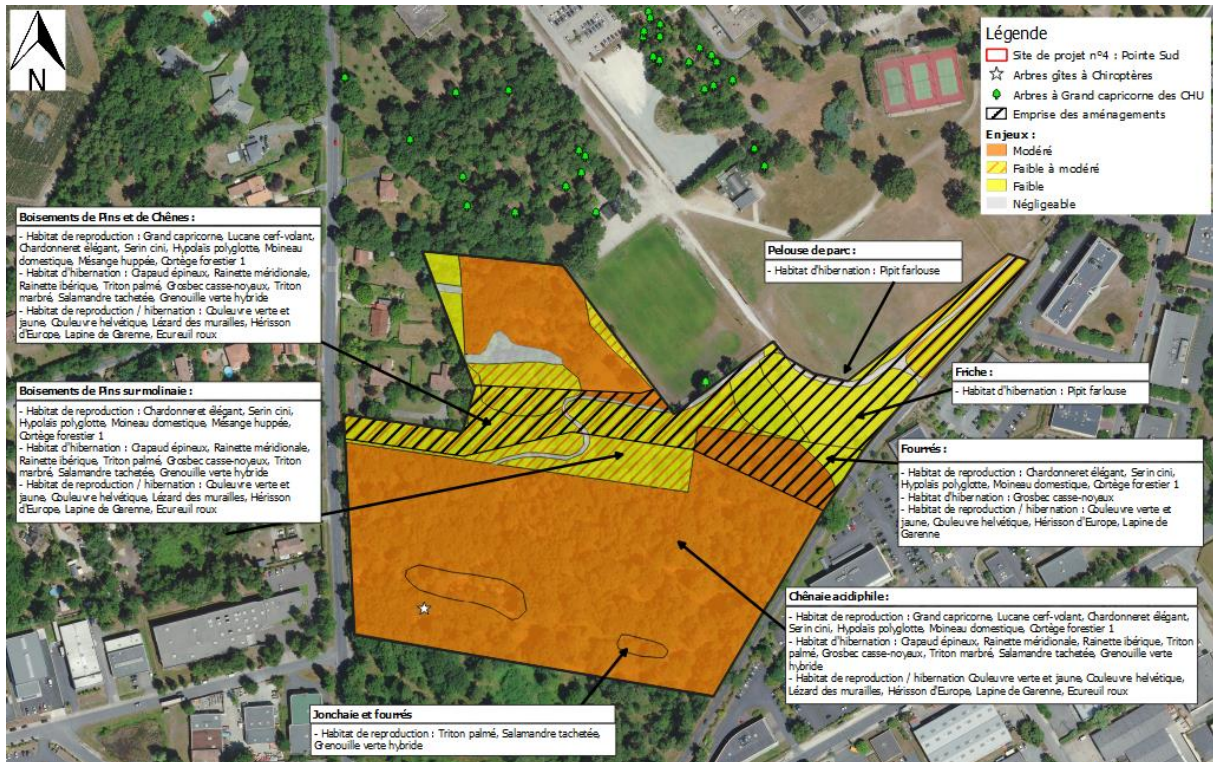 N
Légende
Site de projet n°4 : Pointe Sud
Arbres gîtes à Chiroptères
Arbres à Grand capricorne des CHU
Emprise des aménagements
Enjeux :
Modéré
Faible à modéré
Faible
Négligeable
Boisements de Pins et de Chênes :
- Habitat de reproduction : Grand capricorne, Lucane cerf-volant,
Chardonneret élégant, Serin cini, Hypolaïs polyglotte, Moineau
domestique, Mésange huppée, Cortège forestier 1
- Habitat d'hibernation : Crapaud épineux, Rainette méridionale,
Rainette ibérique, Triton palmé, Grosbec casse-noyaux, Triton
marbré, Salamandre tachetée, Grenouille verte hybride
- Habitat de reproduction / hibernation : Couleuvre verte et
jaune, Couleuvre helvétique, Lézard des murailles, Hérisson
d'Europe, Lapine de Garenne, Ecureuil roux
Boisements de Pins sur molinaie :
- Habitat de reproduction : Chardonneret élégant, Serin cini,
Hypolaïs polyglotte, Moineau domestique, Mésange huppée,
Cortège forestier 1
- Habitat d'hibernation : Crapaud épineux, Rainette méridionale,
Rainette ibérique, Triton palmé, Grosbec casse-noyaux, Triton
marbré, Salamandre tachetée, Grenouille verte hybride
- Habitat de reproduction / hibernation : Couleuvre verte et
jaune, Couleuvre helvétique, Lézard des murailles, Hérisson
d'Europe, Lapine de Garenne, Ecureuil roux
Pelouse de parc :
- Habitat d'hibernation : Pipit farlouse
Friche :
- Habitat d'hibernation : Pipit farlouse
Fourrés :
- Habitat de reproduction : Chardonneret élégant, Serin cini,
Hypolaïs polyglotte, Moineau domestique, Cortège forestier 1
- Habitat d'hibernation : Grosbec casse-noyaux
- Habitat de reproduction / hibernation : Couleuvre verte et
jaune, Couleuvre helvétique, Hérisson d'Europe, Lapine de
Garenne
Chênaie acidiphile :
- Habitat de reproduction : Grand capricorne, Lucane cerf-volant, Chardonneret élégant,
Serin cini, Hypolaïs polyglotte, Moineau domestique, Cortège forestier 1
- Habitat d'hibernation : Crapaud épineux, Rainette méridionale, Rainette ibérique, Triton
palmé, Grosbec casse-noyaux, Triton marbré, Salamandre tachetée, Grenouille verte
hybride
- Habitat de reproduction / hibernation Couleuvre verte et jaune, Couleuvre helvétique,
Lézard des murailles, Hérisson d'Europe, Lapine de Garenne, Ecureuil roux
Jonchaie et fourrés
- Habitat de reproduction : Triton palmé, Salamandre tachetée,
Grenouille verte hybride